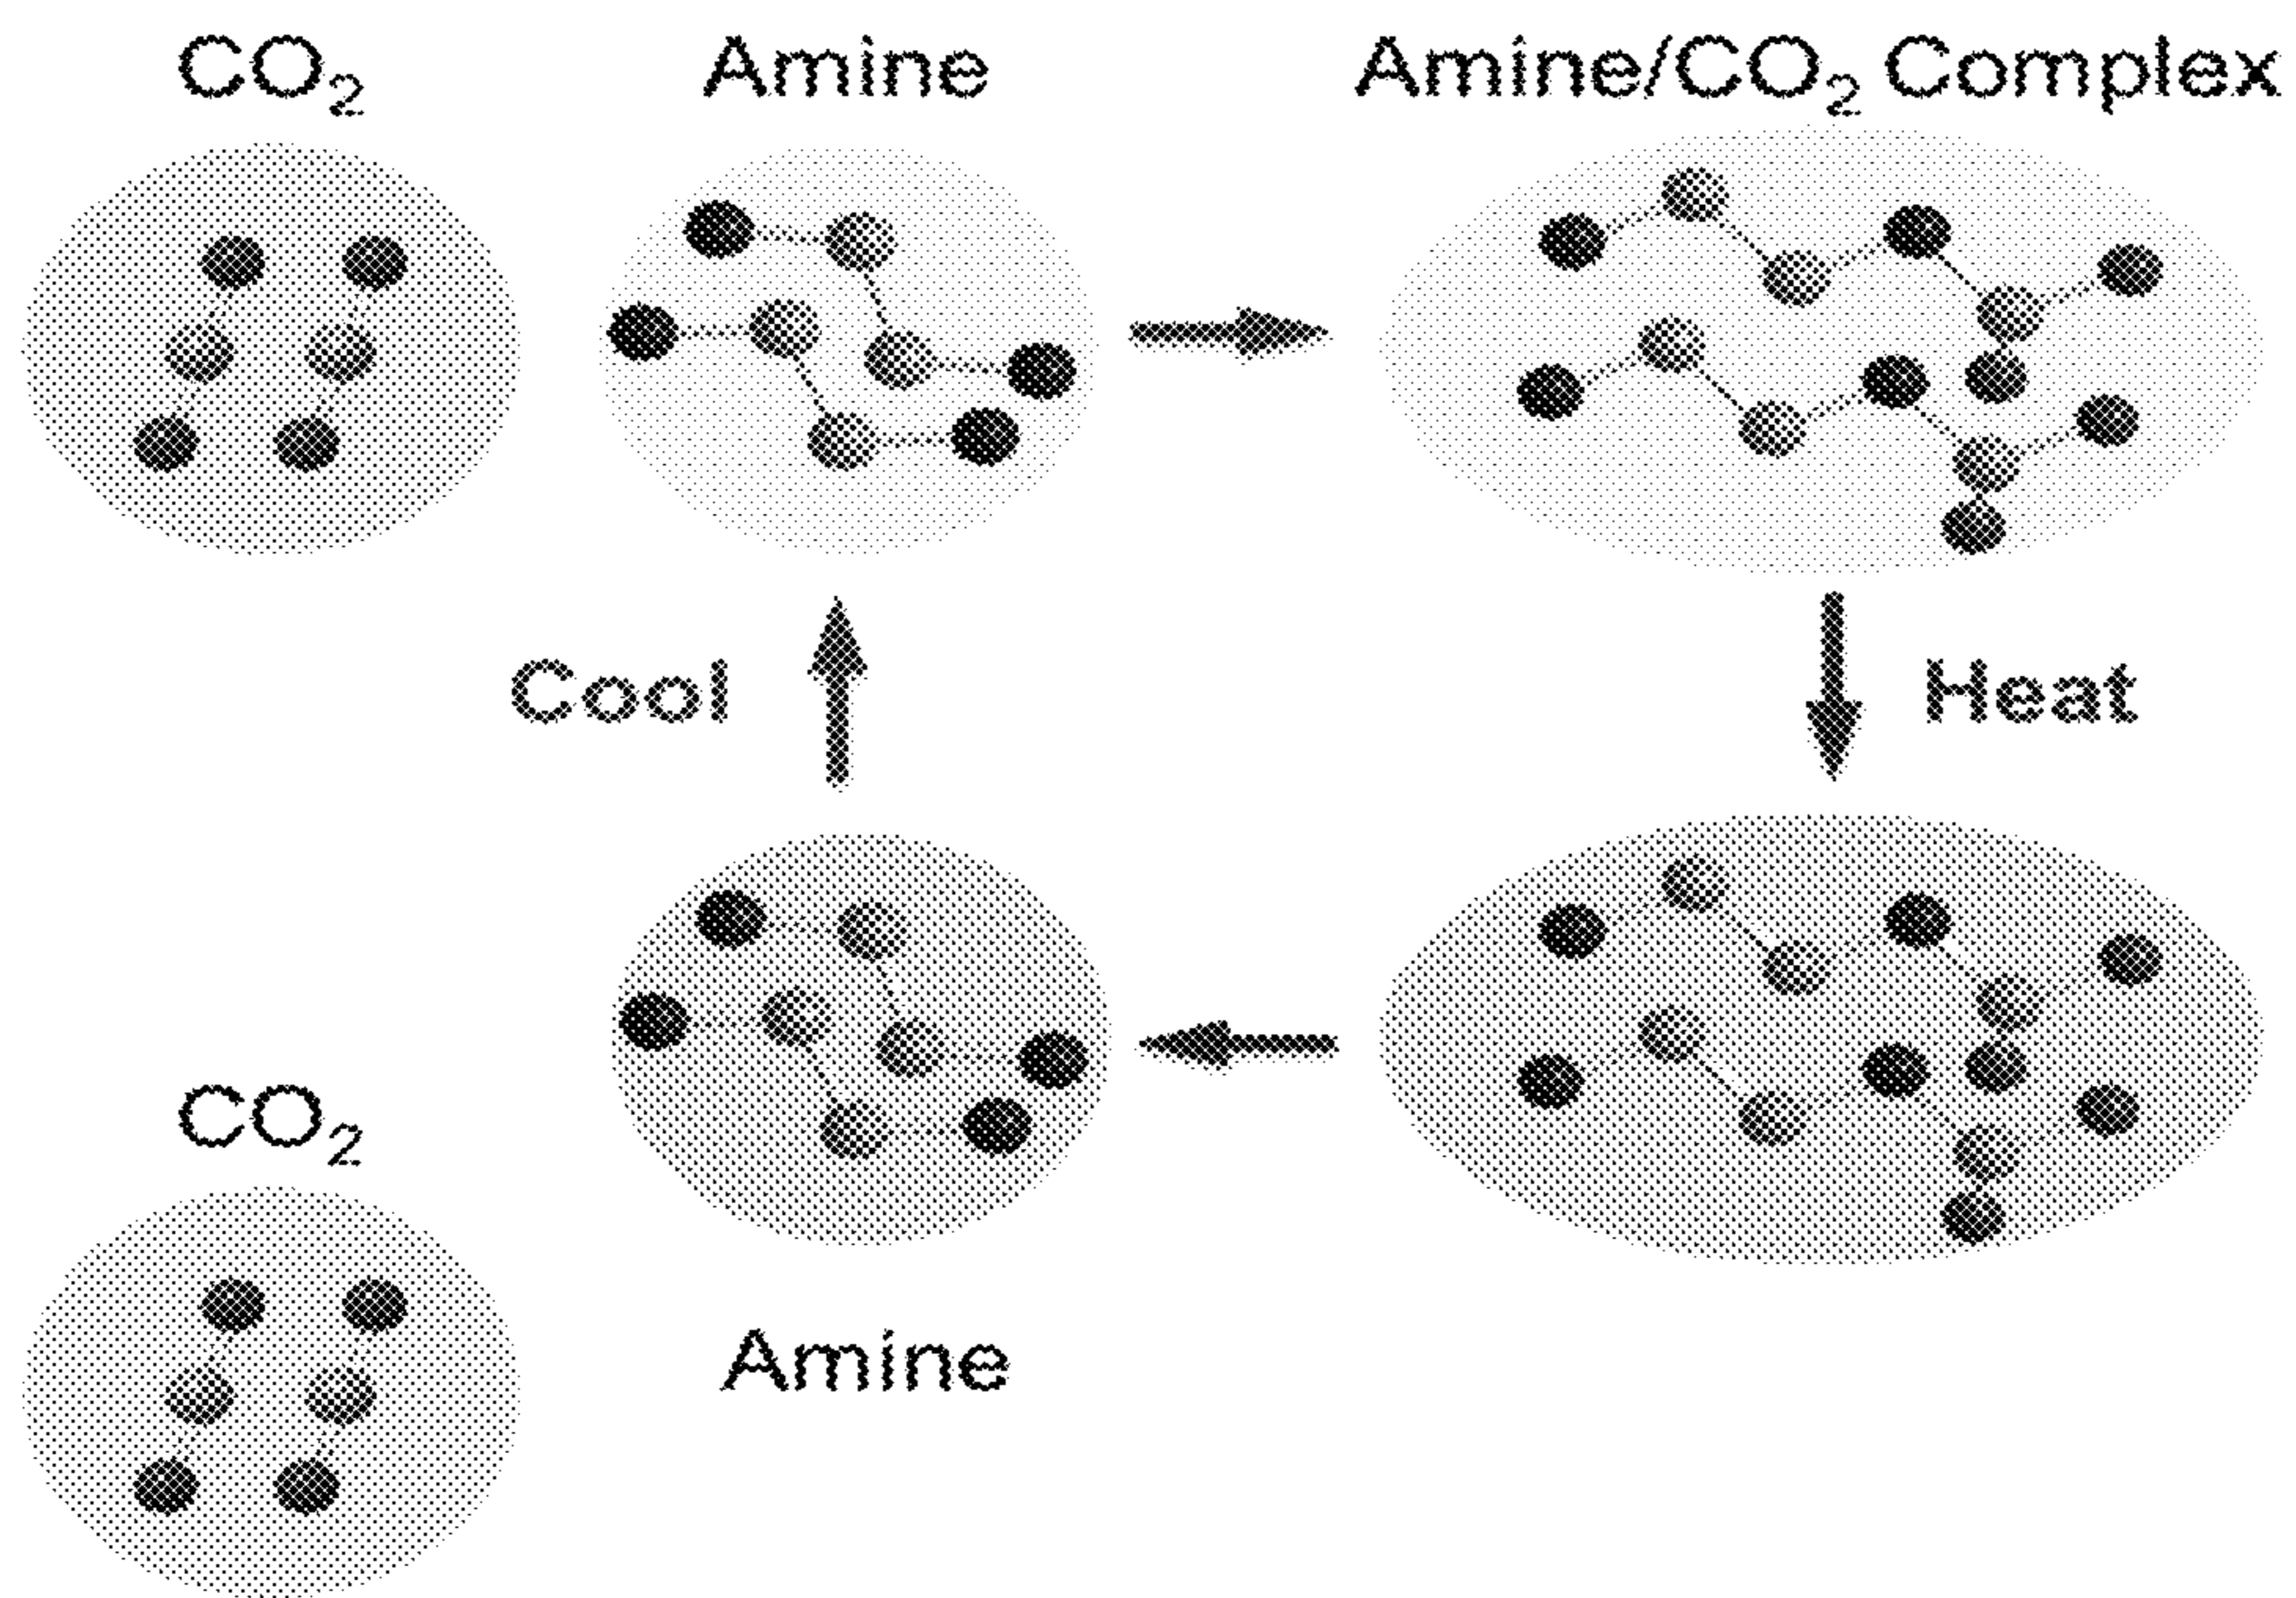 CO₂
Amine
Amine/CO₂ Complex
Cool
Heat
CO₂
Amine